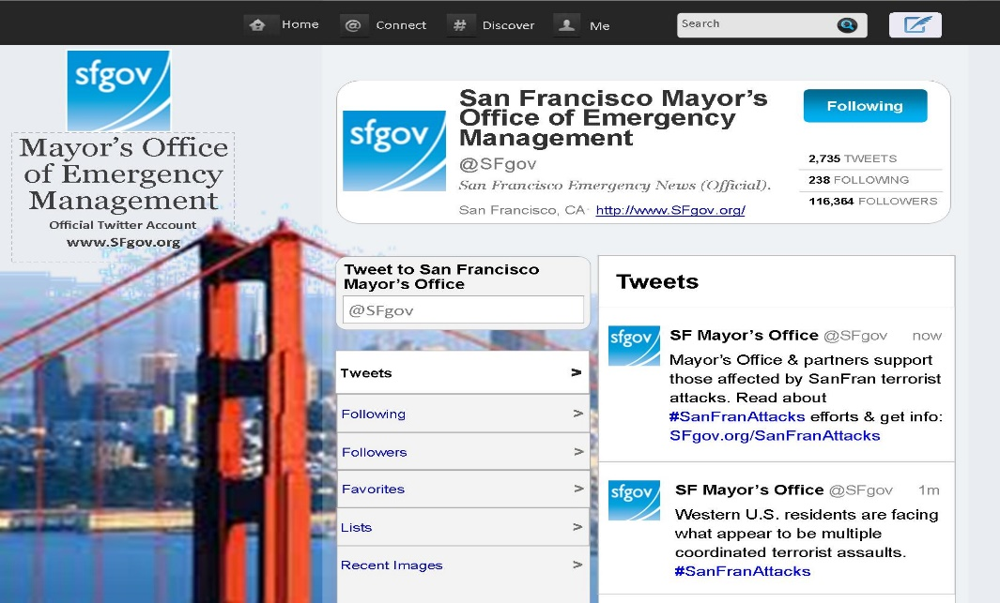 Home @ Connect # Discover Me Search
sfgov
Mayor's Office
of Emergency
Management
Official Twitter Account
www.SFgov.org
sfgov
San Francisco Mayor's
Office of Emergency
Management
@SFgov
San Francisco Emergency News (Official).
San Francisco, CA· http://www.SFgov.org/
Following
2,735 TWEETS
238 FOLLOWING
116,364 FOLLOWERS
Tweet to San Francisco
Mayor's Office
@SFgov
Tweets >
Following >
Followers >
Favorites >
Lists >
Recent Images >
Tweets
sfgov
SF Mayor's Office @SFgov now
Mayor's Office & partners support
those affected by SanFran terrorist
attacks. Read about
#SanFranAttacks efforts & get info:
SFgov.org/SanFranAttacks
sfgov
SF Mayor's Office @SFgov 1m
Western U.S. residents are facing
what appear to be multiple
coordinated terrorist assaults.
#SanFranAttacks